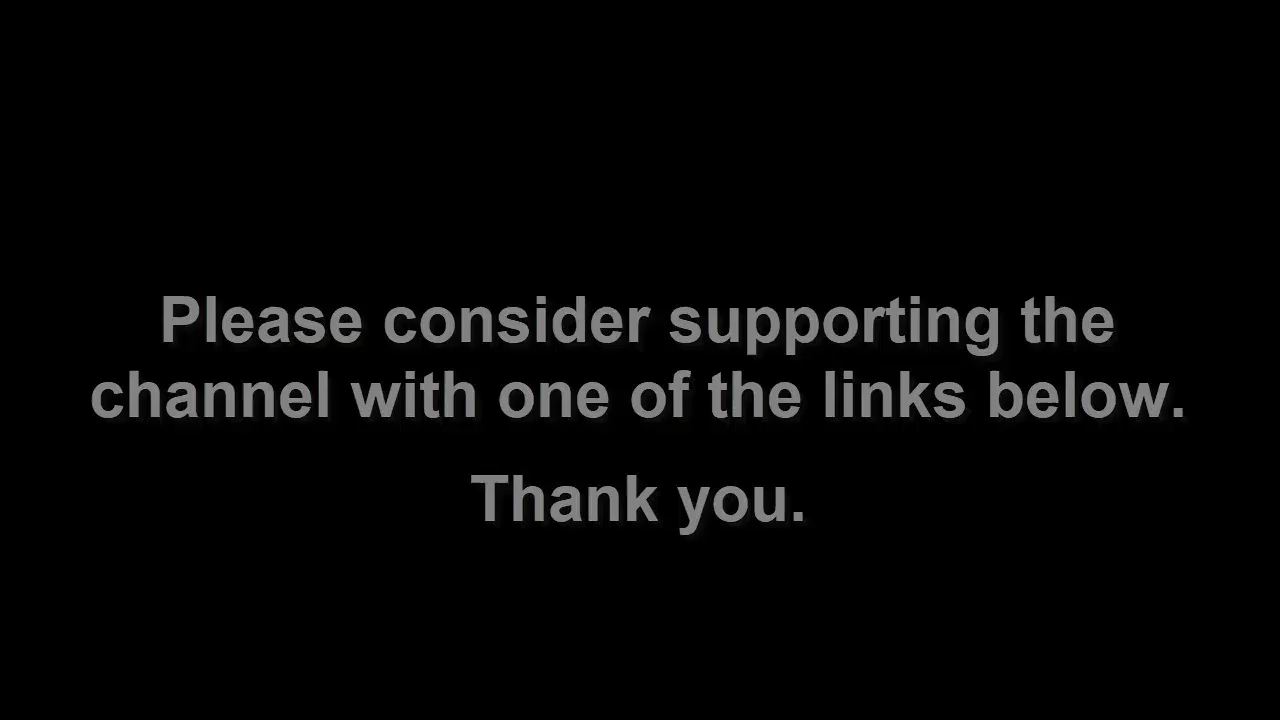 Please consider supporting the
channel with one of the links below.
Thank you.